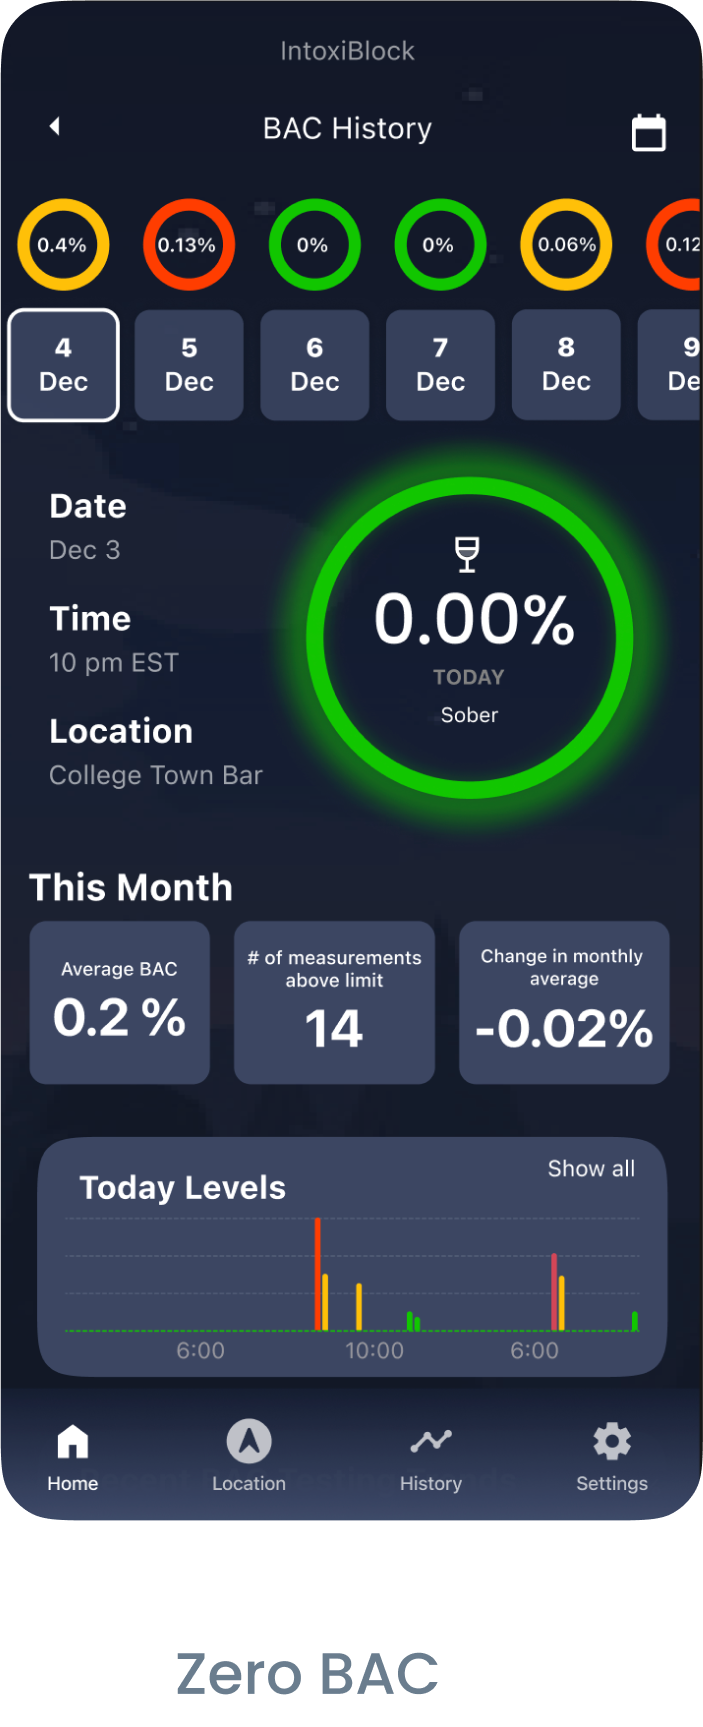 IntoxiBlock
BAC History
0.4% 0.13% 0% 0% 0.06% 0.12
4 5 6 7 8 9
Dec Dec Dec Dec Dec De
Date
Dec 3
Time
10 pm EST
Location
College Town Bar
0.00%
TODAY
Sober
This Month
Average BAC
0.2 %
# of measurements
above limit
14
Change in monthly
average
-0.02%
Today Levels
Show all
6:00 10:00 6:00
Home Location History Settings
Zero BAC